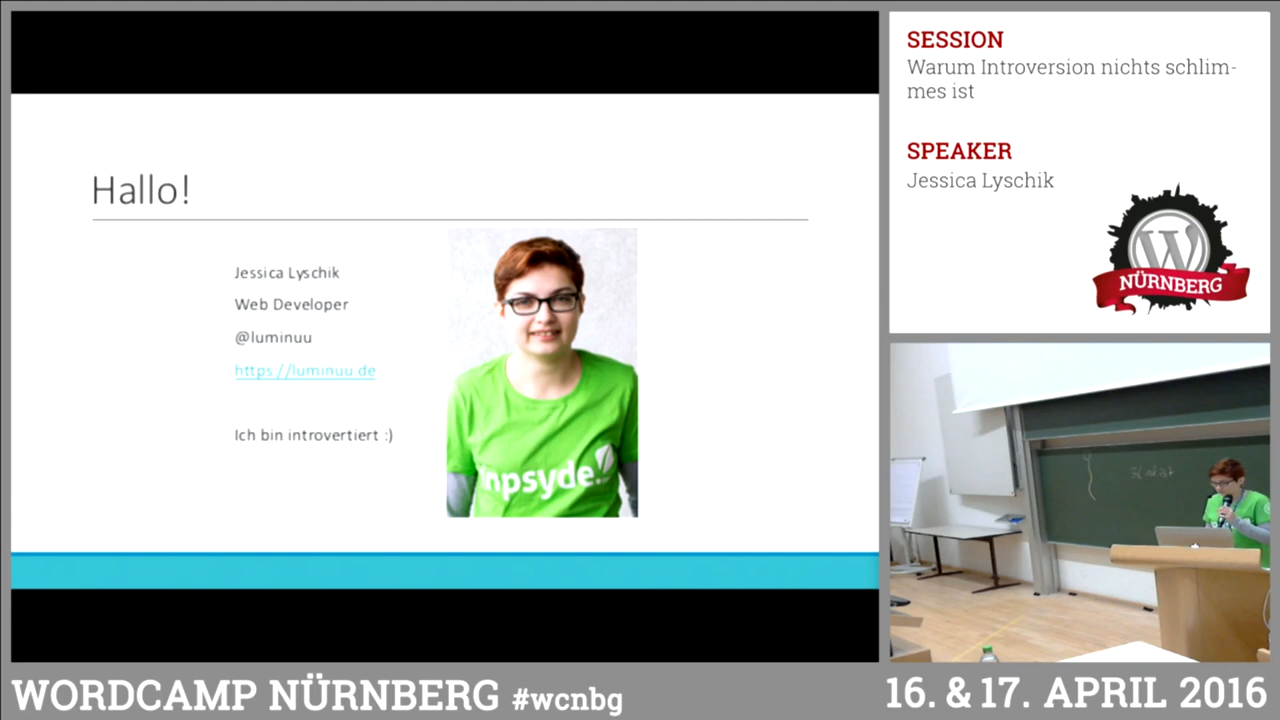 Hallo!
Jessica Lyschik
Web Developer
@luminuu
https://luminuu.de
Ich bin introvertiert :)
inpsyde
SESSION
Warum Introversion nichts schlim-
mes ist
SPEAKER
Jessica Lyschik
W
NÜRNBERG
WORDCAMP NÜRNBERG #wcnbg
16. & 17. APRIL 2016